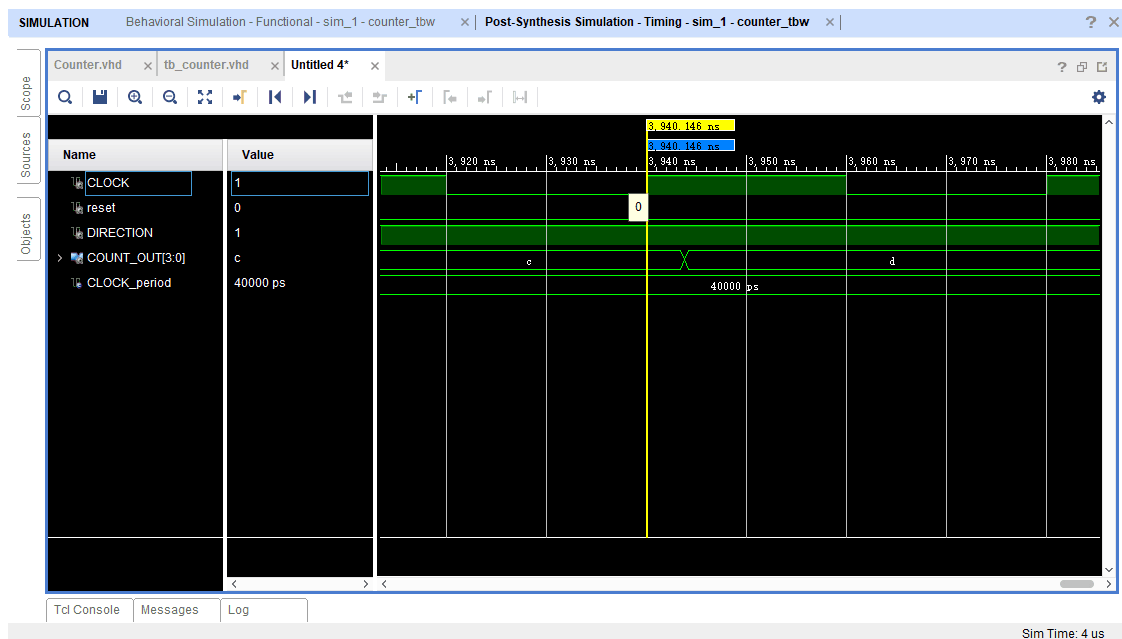 SIMULATION
Behavioral Simulation - Functional - sim_1 - counter_tbw
Post-Synthesis Simulation - Timing - sim_1 - counter_tbw
Counter.vhd
tb_counter.vhd
Untitled 4*
Scope
Sources
Objects
3,940.146 ns
3,940.146 ns
Name
Value
3,920 ns
3,930 ns
3,940 ns
3,950 ns
3,960 ns
3,970 ns
3,980 ns
CLOCK
1
reset
0
0
DIRECTION
1
COUNT_OUT[3:0]
c
c
d
CLOCK_period
40000 ps
40000 ps
Tcl Console
Messages
Log
Sim Time: 4 us